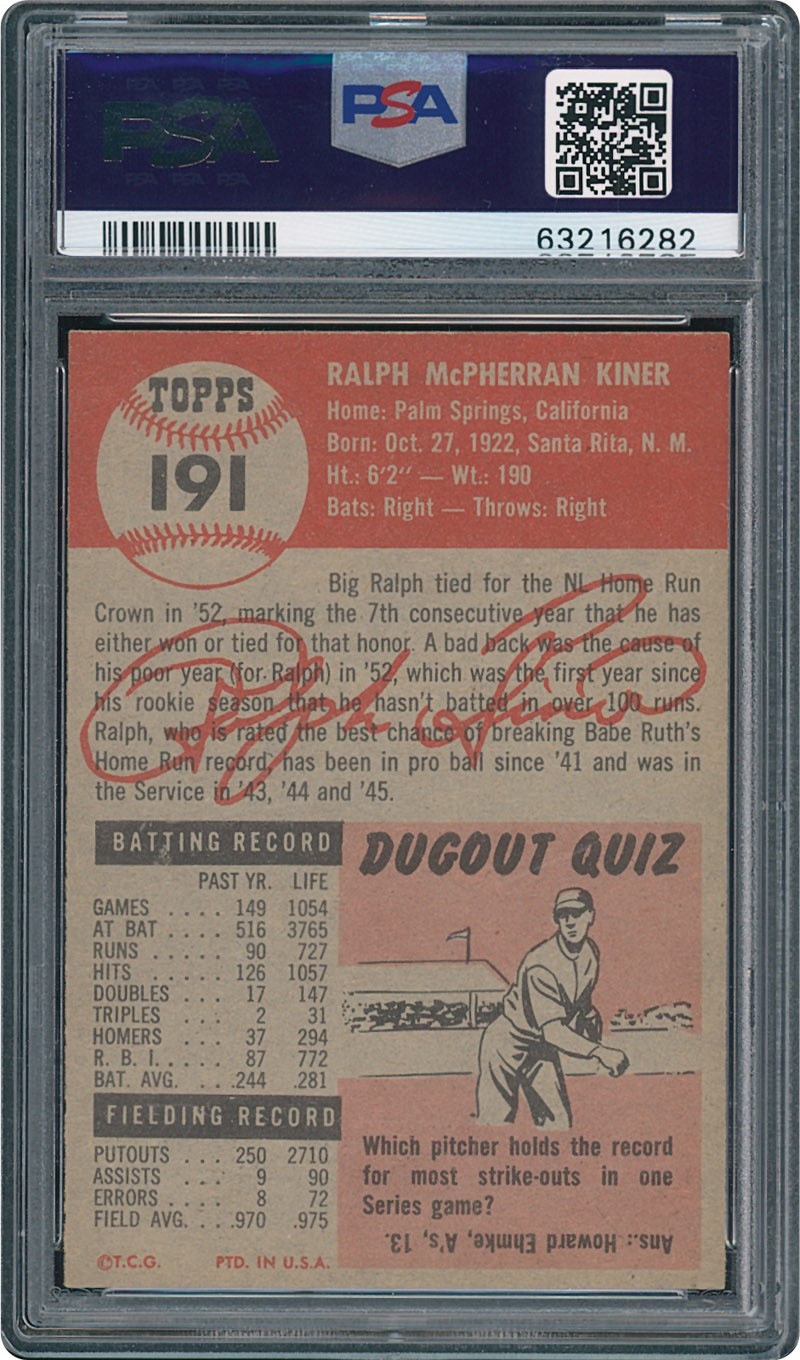 PSA
PSA
63216282
TOPPS
191
RALPH McPHERRAN KINER
Home: Palm Springs, California
Born: Oct. 27, 1922, Santa Rita, N. M.
Ht.: 6'2" — Wt.: 190
Bats: Right — Throws: Right
Big Ralph tied for the NL Home Run
Crown in '52, marking the 7th consecutive year that he has
either won or tied for that honor. A bad back was the cause of
his poor year (for Ralph) in '52, which was the first year since
his rookie season that he hasn't batted in over 100 runs.
Ralph, who is rated the best chance of breaking Babe Ruth's
Home Run record, has been in pro ball since '41 and was in
the Service in '43, '44 and '45.
Ralph Kiner
BATTING RECORD
PAST YR. LIFE
GAMES .... 149 1054
AT BAT .... 516 3765
RUNS ..... 90 727
HITS ..... 126 1057
DOUBLES ... 17 147
TRIPLES ... 2 31
HOMERS ... 37 294
R. B. I. .... 87 772
BAT. AVG. .. .244 .281
FIELDING RECORD
PUTOUTS ... 250 2710
ASSISTS ... 9 90
ERRORS .... 8 72
FIELD AVG. .. .970 .975
©T.C.G. PTD. IN U.S.A.
DUGOUT QUIZ
Which pitcher holds the record
for most strike-outs in one
Series game?
Ans.: Howard Ehmke, A's, 13.